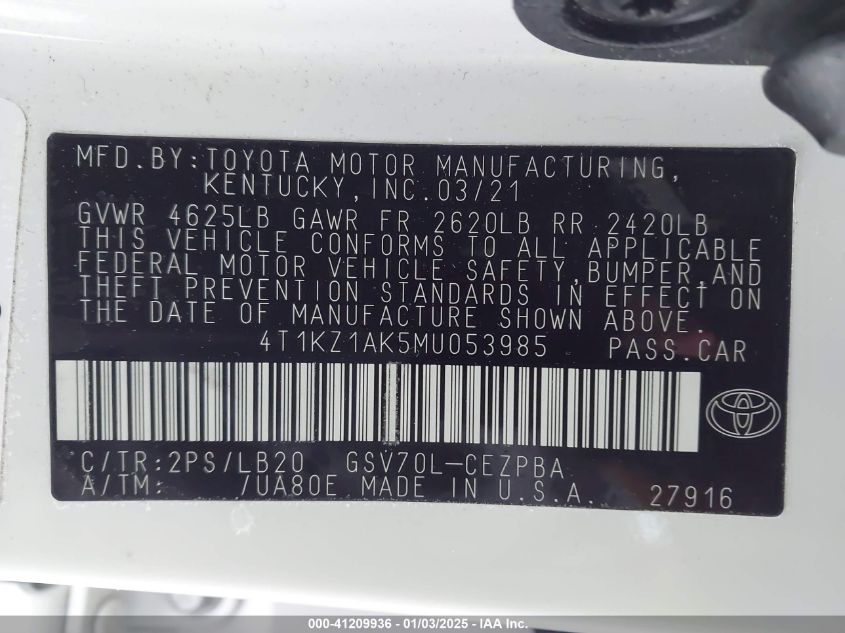 MFD.BY:TOYOTA MOTOR MANUFACTURING,
KENTUCKY,INC.03/21
GVWR 4625LB GAWR FR 2620LB RR 2420LB
THIS VEHICLE CONFORMS TO ALL APPLICABLE
FEDERAL MOTOR VEHICLE SAFETY,BUMPER,AND
THEFT PREVENTION STANDARDS IN EFFECT ON
THE DATE OF MANUFACTURE SHOWN ABOVE.
4T1KZ1AK5MU053985 PASS.CAR
C/TR:2PS/LB20 GSV70L-CEZPBA
A/TM: /UA80E MADE IN U.S.A. 27916
000-41209936 - 01/03/2025 - IAA Inc.